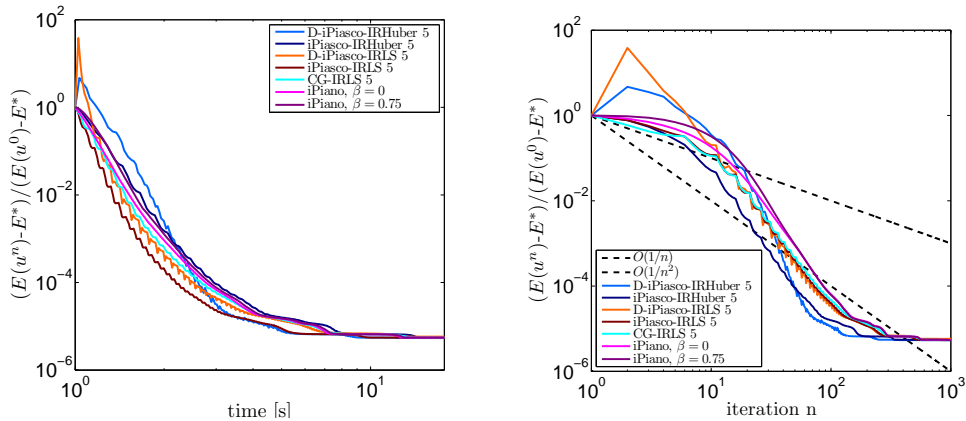 10^2
10^0
10^-2
10^-4
10^-6
(E(u^n)-E^*)/(E(u^0)-E^*)
D-iPiasco-IRHuber 5
iPiasco-IRHuber 5
D-iPiasco-IRLS 5
iPiasco-IRLS 5
CG-IRLS 5
iPiano, β = 0
iPiano, β = 0.75
10^0
10^1
time [s]
10^2
10^0
10^-2
10^-4
10^-6
(E(u^n)-E^*)/(E(u^0)-E^*)
O(1/n)
O(1/n^2)
D-iPiasco-IRHuber 5
iPiasco-IRHuber 5
D-iPiasco-IRLS 5
iPiasco-IRLS 5
CG-IRLS 5
iPiano, β = 0
iPiano, β = 0.75
10^0
10^1
10^2
10^3
iteration n